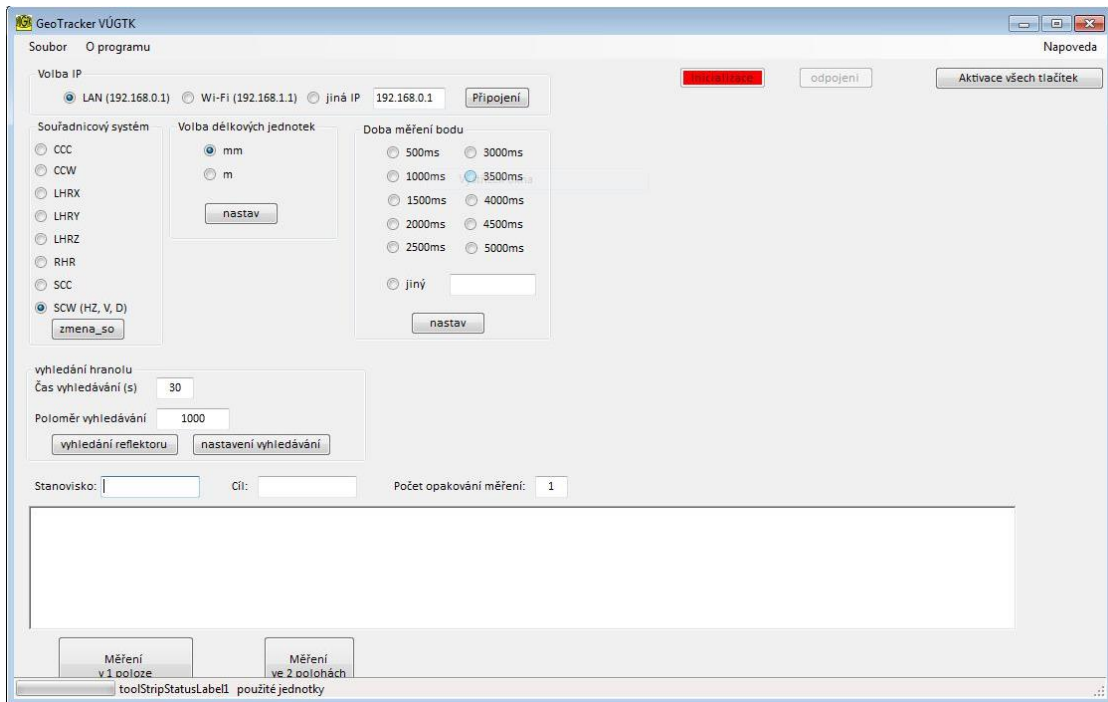 GeoTracker VÚGTK
Soubor O programu Napoveda
Volba IP
LAN (192.168.0.1) Wi-Fi (192.168.1.1) jiná IP 192.168.0.1 Připojení
Inicializace odpojeni Aktivace všech tlačítek
Souřadnicový systém
CCC
CCW
LHRX
LHRY
LHRZ
RHR
SCC
SCW (HZ, V, D)
zmena_so
Volba délkových jednotek
mm
m
nastav
Doba měření bodu
500ms 3000ms
1000ms 3500ms
1500ms 4000ms
2000ms 4500ms
2500ms 5000ms
jiný
nastav
vyhledání hranolu
Čas vyhledávání (s) 30
Poloměr vyhledávání 1000
vyhledání reflektoru nastavení vyhledávání
Stanovisko: Cíl: Počet opakování měření: 1
Měření
v 1 poloze
Měření
ve 2 polohách
toolStripStatusLabel1 použité jednotky